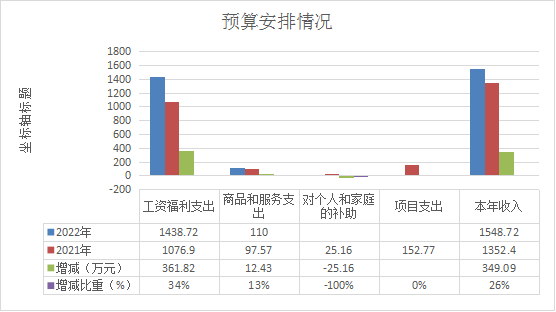 预算安排情况
坐标轴标题
1800
1600
1400
1200
1000
800
600
400
200
0
-200
工资福利支出 商品和服务支出 对个人和家庭的补助 项目支出 本年收入
2022年 1438.72 110 1548.72
2021年 1076.9 97.57 25.16 152.77 1352.4
增减（万元） 361.82 12.43 -25.16 349.09
增减比重（%） 34% 13% -100% 0% 26%